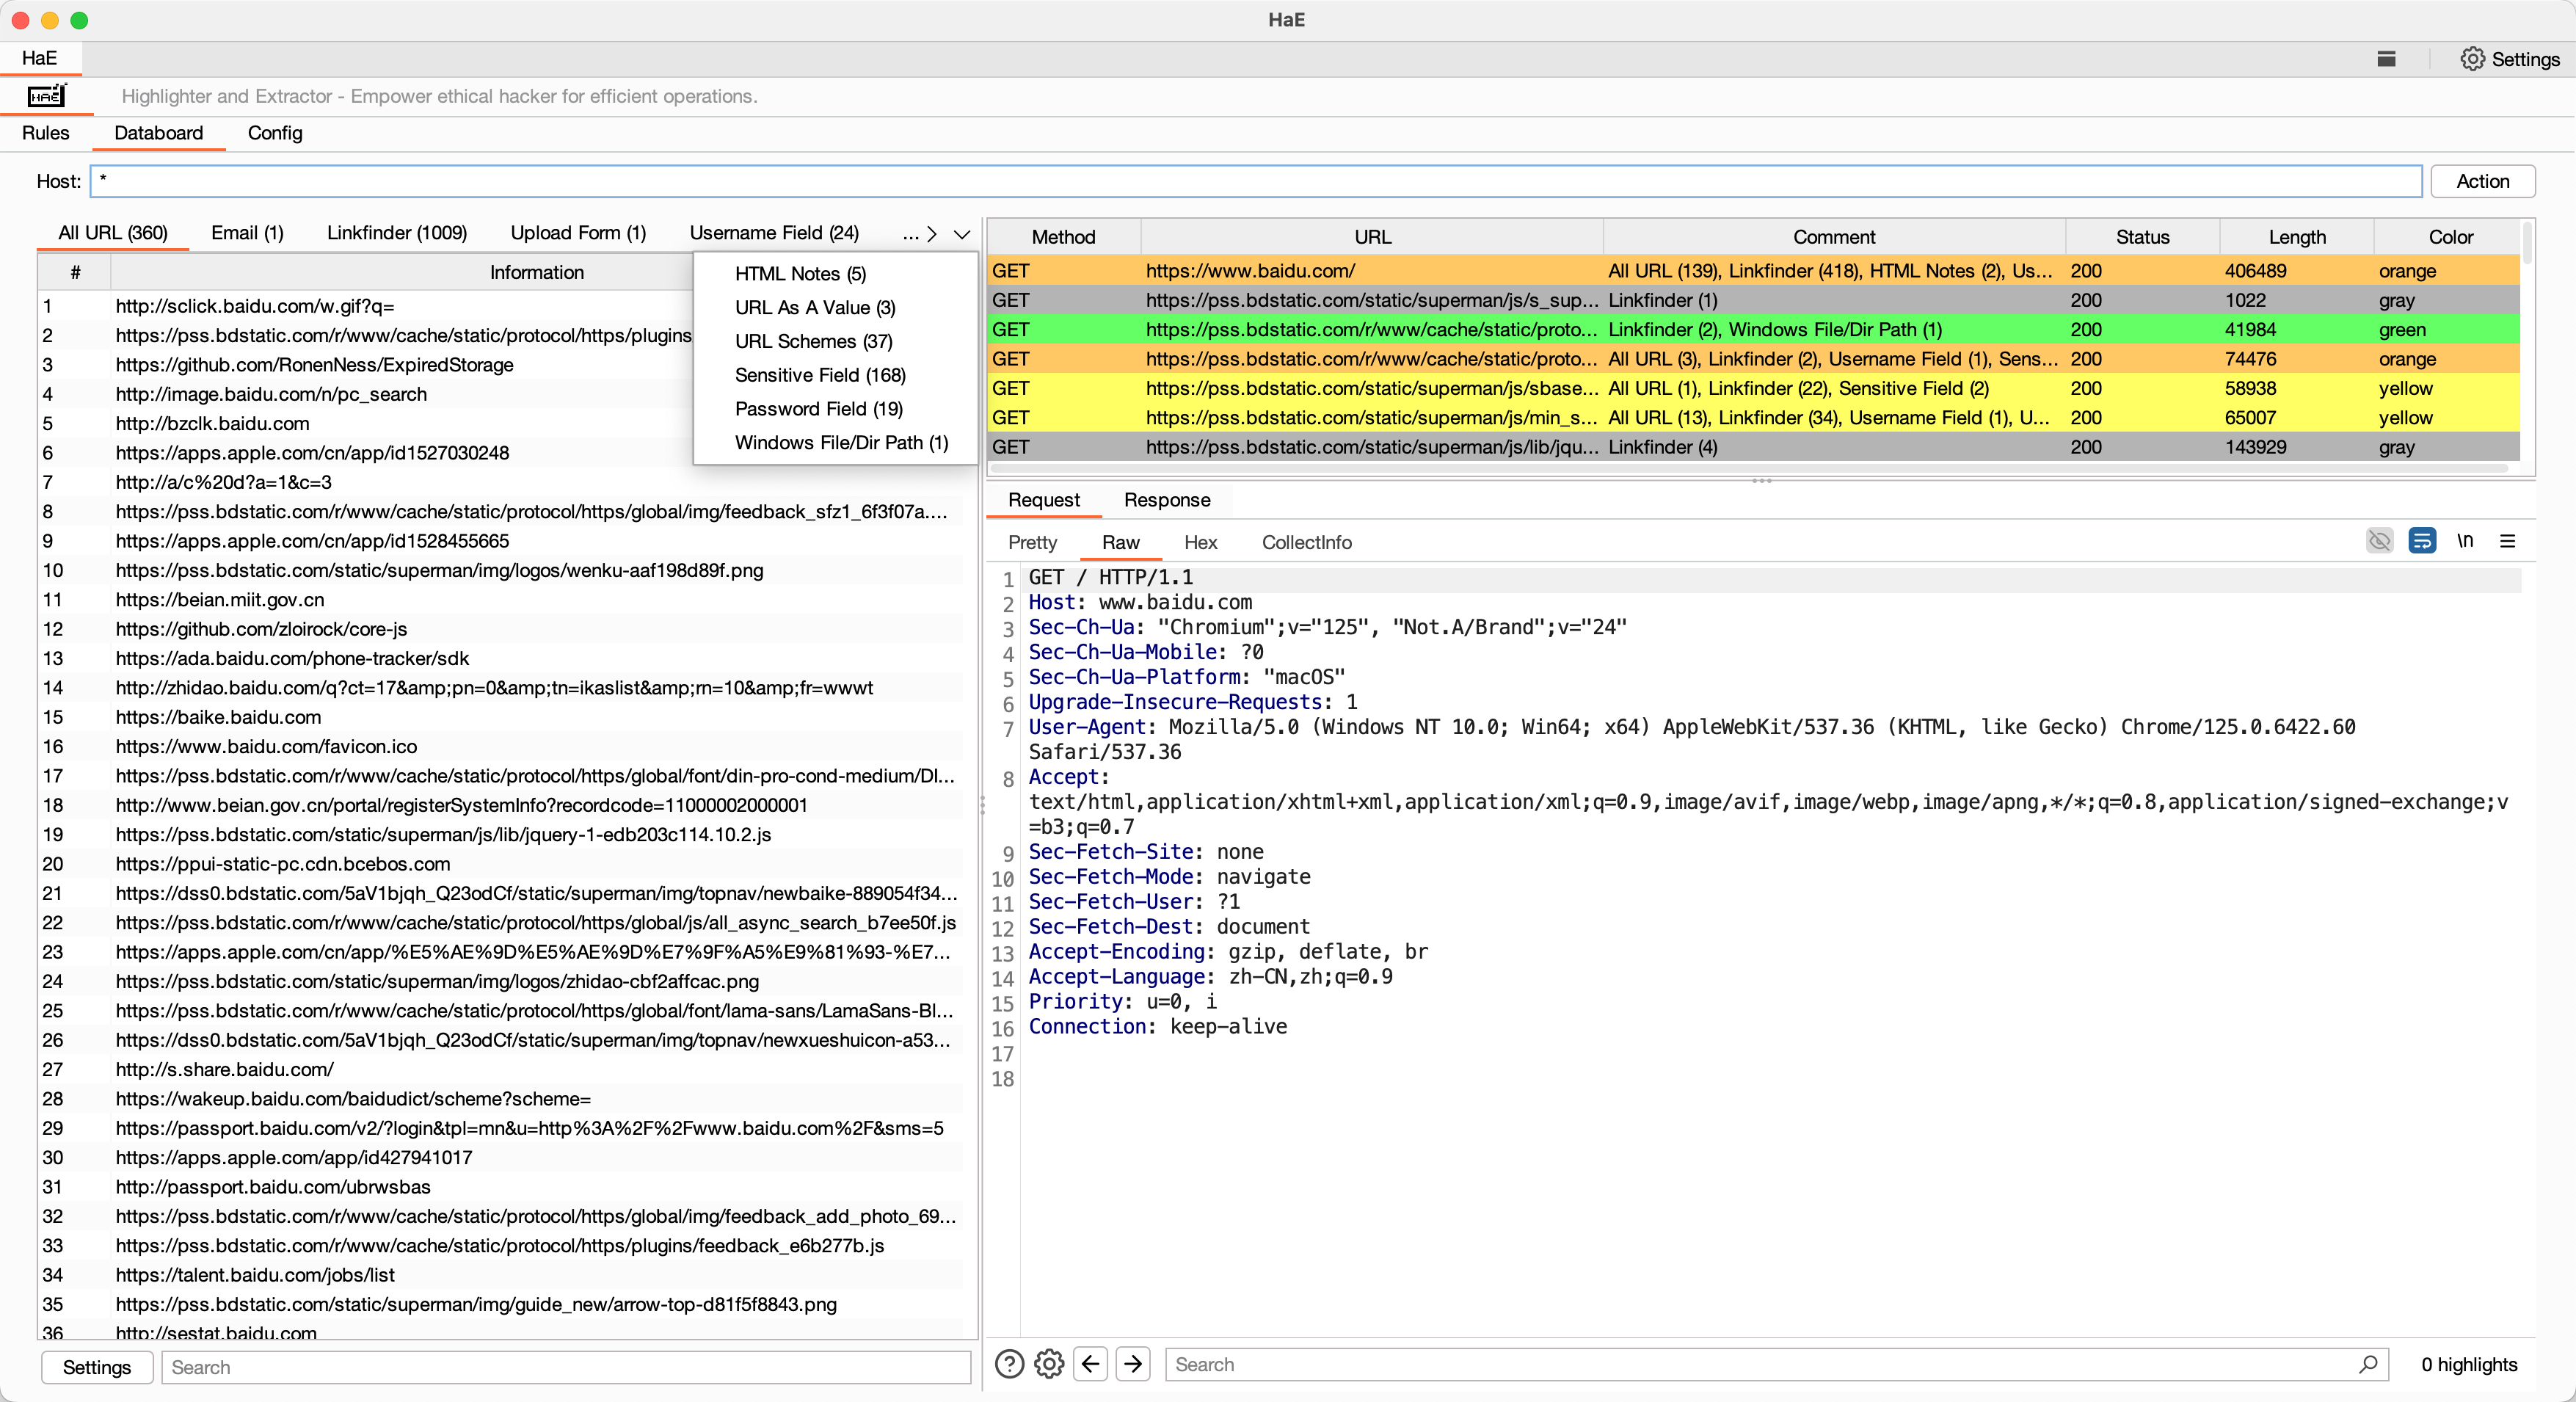 HaE
HaE
Settings
HAE
Highlighter and Extractor - Empower ethical hacker for efficient operations.
Rules Databoard Config
Host: * Action
All URL (360) Email (1) Linkfinder (1009) Upload Form (1) Username Field (24) ...
# Information
HTML Notes (5)
URL As A Value (3)
URL Schemes (37)
Sensitive Field (168)
Password Field (19)
Windows File/Dir Path (1)
1 http://sclick.baidu.com/w.gif?q=
2 https://pss.bdstatic.com/r/www/cache/static/protocol/https/plugins
3 https://github.com/RonenNess/ExpiredStorage
4 http://image.baidu.com/n/pc_search
5 http://bzclk.baidu.com
6 https://apps.apple.com/cn/app/id1527030248
7 http://a/c%20d?a=1&c=3
8 https://pss.bdstatic.com/r/www/cache/static/protocol/https/global/img/feedback_sfz1_6f3f07a....
9 https://apps.apple.com/cn/app/id1528455665
10 https://pss.bdstatic.com/static/superman/img/logos/wenku-aaf198d89f.png
11 https://beian.miit.gov.cn
12 https://github.com/zloirock/core-js
13 https://ada.baidu.com/phone-tracker/sdk
14 http://zhidao.baidu.com/q?ct=17&amp;pn=0&amp;tn=ikaslist&amp;rn=10&amp;fr=wwwt
15 https://baike.baidu.com
16 https://www.baidu.com/favicon.ico
17 https://pss.bdstatic.com/r/www/cache/static/protocol/https/global/font/din-pro-cond-medium/DI...
18 http://www.beian.gov.cn/portal/registerSystemInfo?recordcode=11000002000001
19 https://pss.bdstatic.com/static/superman/js/lib/jquery-1-edb203c114.10.2.js
20 https://ppui-static-pc.cdn.bcebos.com
21 https://dss0.bdstatic.com/5aV1bjqh_Q23odCf/static/superman/img/topnav/newbaike-889054f34...
22 https://pss.bdstatic.com/r/www/cache/static/protocol/https/global/js/all_async_search_b7ee50f.js
23 https://apps.apple.com/cn/app/%E5%AE%9D%E5%AE%9D%E7%9F%A5%E9%81%93-%E7...
24 https://pss.bdstatic.com/static/superman/img/logos/zhidao-cbf2affcac.png
25 https://pss.bdstatic.com/r/www/cache/static/protocol/https/global/font/lama-sans/LamaSans-Bl...
26 https://dss0.bdstatic.com/5aV1bjqh_Q23odCf/static/superman/img/topnav/newxueshuicon-a53...
27 http://s.share.baidu.com/
28 https://wakeup.baidu.com/baidudict/scheme?scheme=
29 https://passport.baidu.com/v2/?login&tpl=mn&u=http%3A%2F%2Fwww.baidu.com%2F&sms=5
30 https://apps.apple.com/app/id427941017
31 http://passport.baidu.com/ubrwsbas
32 https://pss.bdstatic.com/r/www/cache/static/protocol/https/global/img/feedback_add_photo_69...
33 https://pss.bdstatic.com/r/www/cache/static/protocol/https/plugins/feedback_e6b277b.js
34 https://talent.baidu.com/jobs/list
35 https://pss.bdstatic.com/static/superman/img/guide_new/arrow-top-d81f5f8843.png
36 http://sestat.baidu.com
Settings Search
Method URL Comment Status Length Color
GET https://www.baidu.com/ All URL (139), Linkfinder (418), HTML Notes (2), Us... 200 406489 orange
GET https://pss.bdstatic.com/static/superman/js/s_sup... Linkfinder (1) 200 1022 gray
GET https://pss.bdstatic.com/r/www/cache/static/proto... Linkfinder (2), Windows File/Dir Path (1) 200 41984 green
GET https://pss.bdstatic.com/r/www/cache/static/proto... All URL (3), Linkfinder (2), Username Field (1), Sens... 200 74476 orange
GET https://pss.bdstatic.com/static/superman/js/sbase... All URL (1), Linkfinder (22), Sensitive Field (2) 200 58938 yellow
GET https://pss.bdstatic.com/static/superman/js/min_s... All URL (13), Linkfinder (34), Username Field (1), U... 200 65007 yellow
GET https://pss.bdstatic.com/static/superman/js/lib/jqu... Linkfinder (4) 200 143929 gray
Request Response
Pretty Raw Hex CollectInfo \n
1 GET / HTTP/1.1
2 Host: www.baidu.com
3 Sec-Ch-Ua: "Chromium";v="125", "Not.A/Brand";v="24"
4 Sec-Ch-Ua-Mobile: ?0
5 Sec-Ch-Ua-Platform: "macOS"
6 Upgrade-Insecure-Requests: 1
7 User-Agent: Mozilla/5.0 (Windows NT 10.0; Win64; x64) AppleWebKit/537.36 (KHTML, like Gecko) Chrome/125.0.6422.60
Safari/537.36
8 Accept:
text/html,application/xhtml+xml,application/xml;q=0.9,image/avif,image/webp,image/apng,*/*;q=0.8,application/signed-exchange;v
=b3;q=0.7
9 Sec-Fetch-Site: none
10 Sec-Fetch-Mode: navigate
11 Sec-Fetch-User: ?1
12 Sec-Fetch-Dest: document
13 Accept-Encoding: gzip, deflate, br
14 Accept-Language: zh-CN,zh;q=0.9
15 Priority: u=0, i
16 Connection: keep-alive
17
18
Search 0 highlights